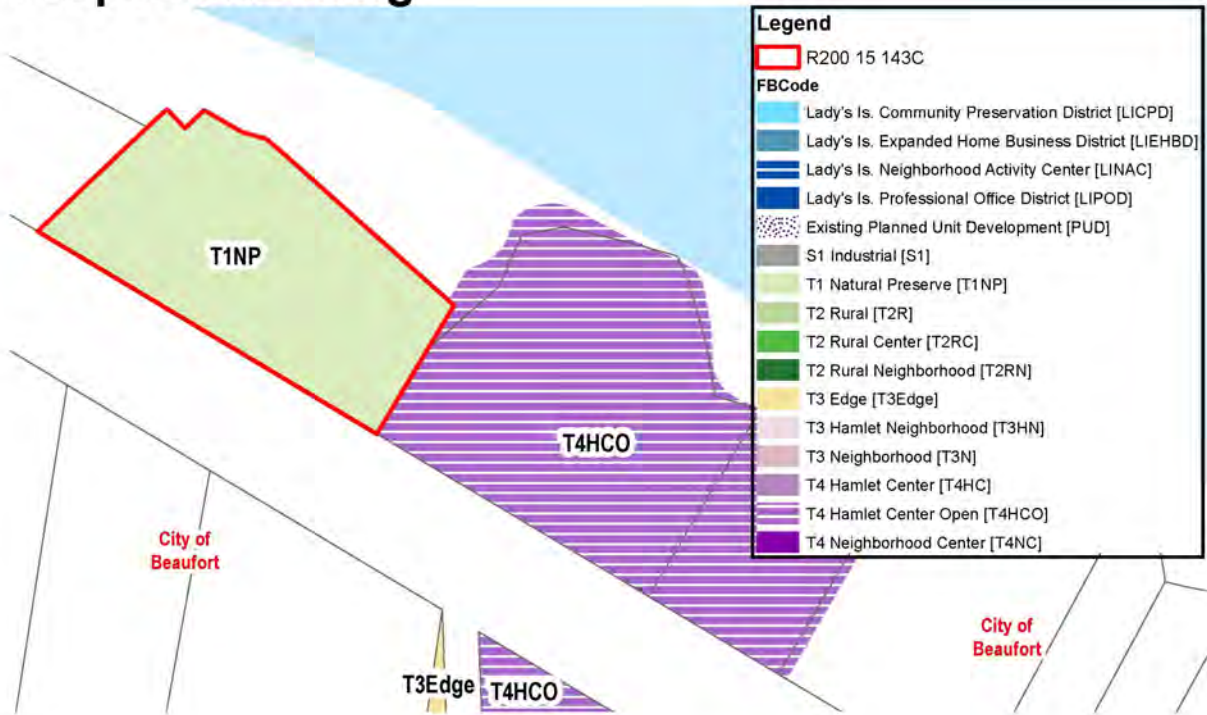 Legend
R200 15 143C
FBCode
Lady's Is. Community Preservation District [LICPD]
Lady's Is. Expanded Home Business District [LIEHBD]
Lady's Is. Neighborhood Activity Center [LINAC]
Lady's Is. Professional Office District [LIPOD]
Existing Planned Unit Development [PUD]
S1 Industrial [S1]
T1 Natural Preserve [T1NP]
T2 Rural [T2R]
T2 Rural Center [T2RC]
T2 Rural Neighborhood [T2RN]
T3 Edge [T3Edge]
T3 Hamlet Neighborhood [T3HN]
T3 Neighborhood [T3N]
T4 Hamlet Center [T4HC]
T4 Hamlet Center Open [T4HCO]
T4 Neighborhood Center [T4NC]
T1NP
T4HCO
City of
Beaufort
City of
Beaufort
T3Edge
T4HCO